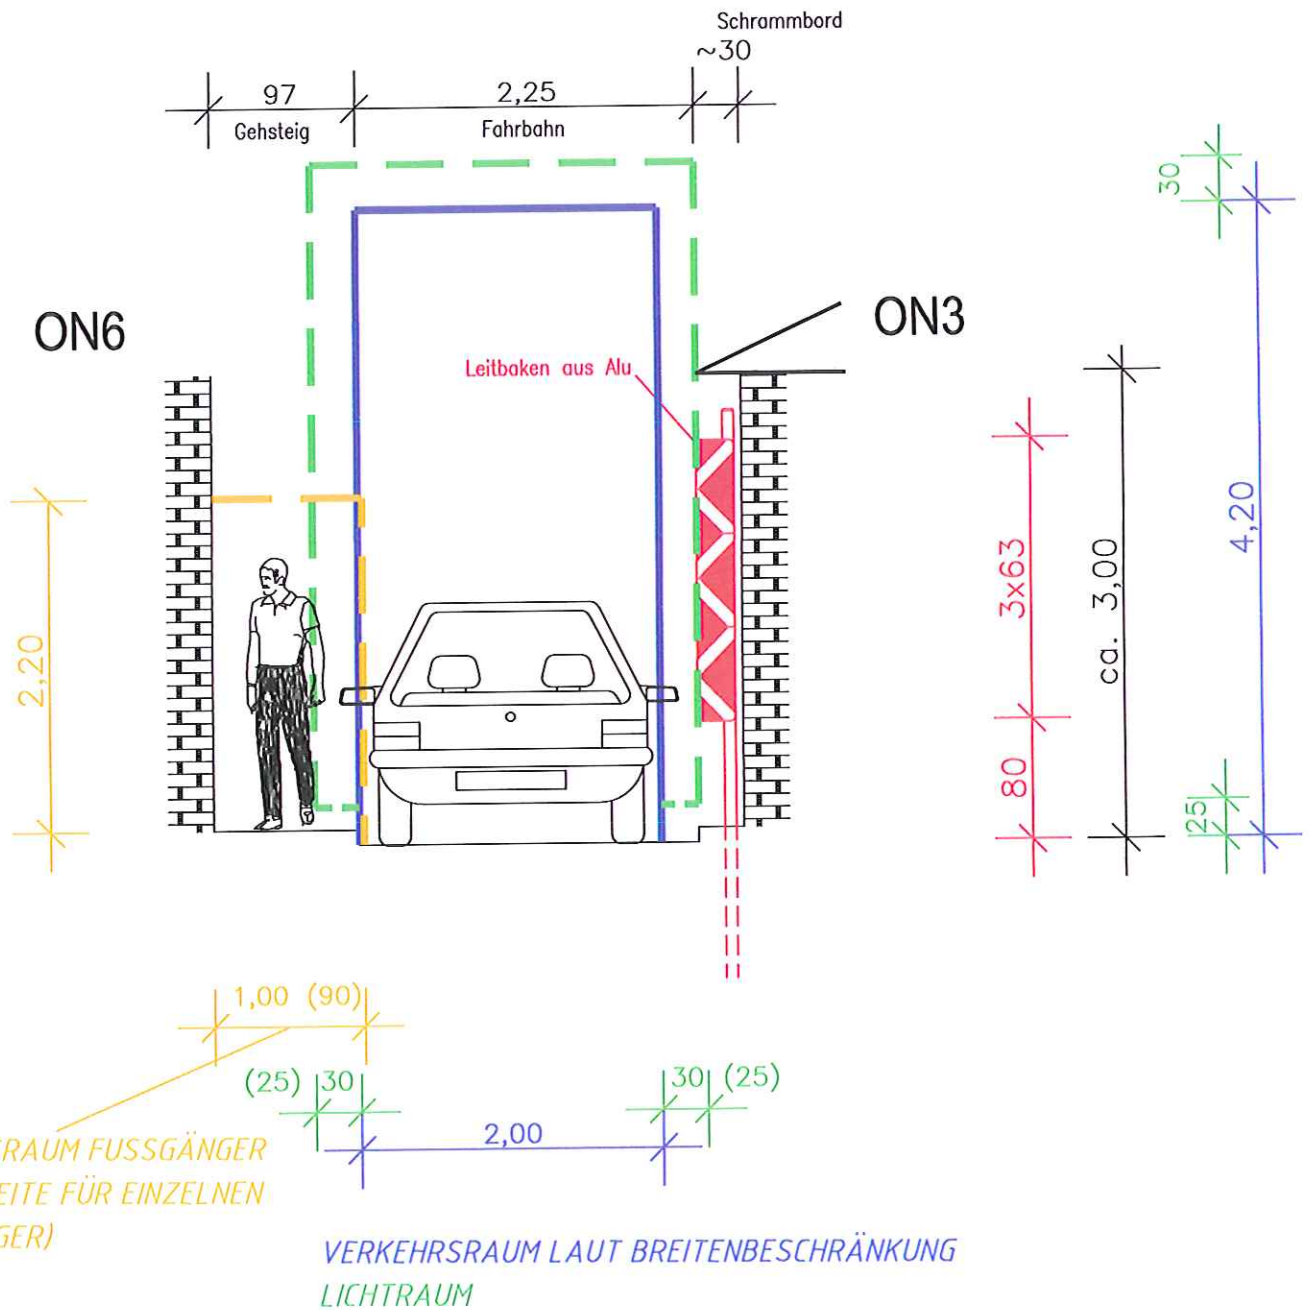 Schrammbord
~30
97
2,25
Gehsteig
Fahrbahn
30
ON6
ON3
Leitbaken aus Alu
2,20
3x63
ca. 3,00
4,20
80
25
1,00 (90)
(25) 30
30 (25)
2,00
SRAUM FUSSGÄNGER
EITE FÜR EINZELNEN
GER)
VERKEHRSRAUM LAUT BREITENBESCHRÄNKUNG
LICHTRAUM